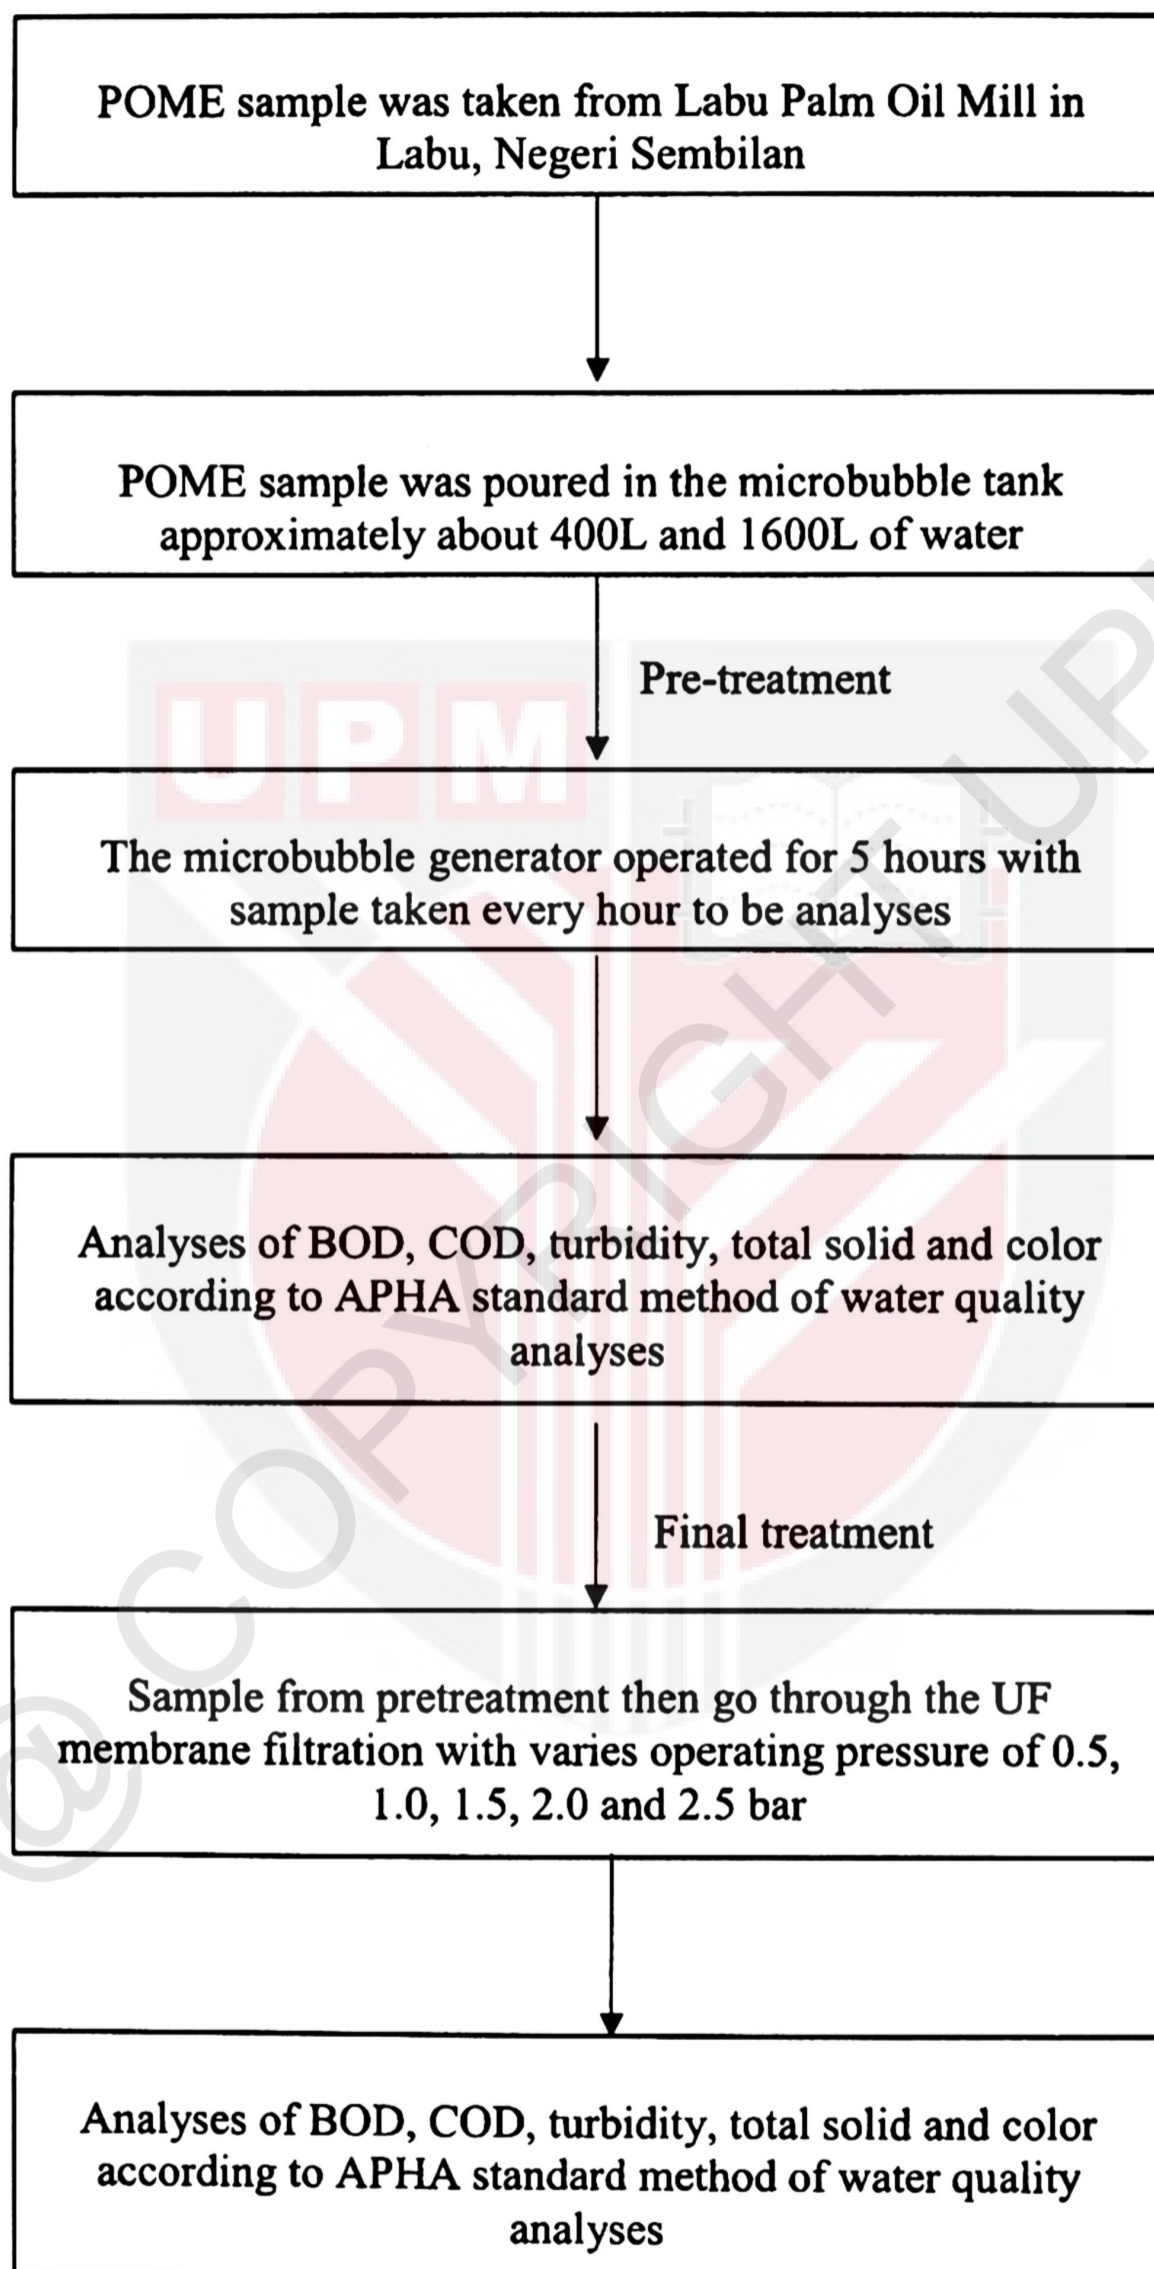 POME sample was taken from Labu Palm Oil Mill in
Labu, Negeri Sembilan
POME sample was poured in the microbubble tank
approximately about 400L and 1600L of water
Pre-treatment
UPM
The microbubble generator operated for 5 hours with
sample taken every hour to be analyses
Analyses of BOD, COD, turbidity, total solid and color
according to APHA standard method of water quality
analyses
Final treatment
Sample from pretreatment then go through the UF
membrane filtration with varies operating pressure of 0.5,
1.0, 1.5, 2.0 and 2.5 bar
Analyses of BOD, COD, turbidity, total solid and color
according to APHA standard method of water quality
analyses
@ COPYRIGHT